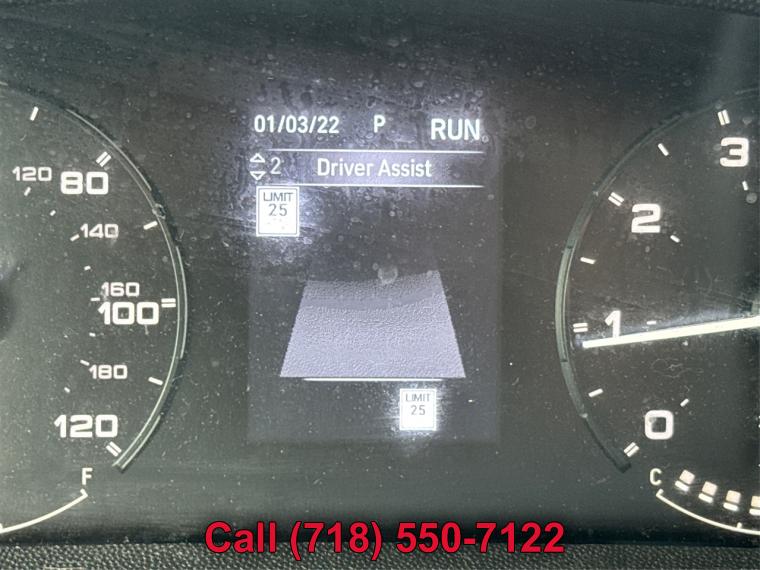 01/03/22 P RUN
2 Driver Assist
LIMIT
25
LIMIT
25
120 80
140
160
100
180
120
F
3
2
1
0
C
Call (718) 550-7122